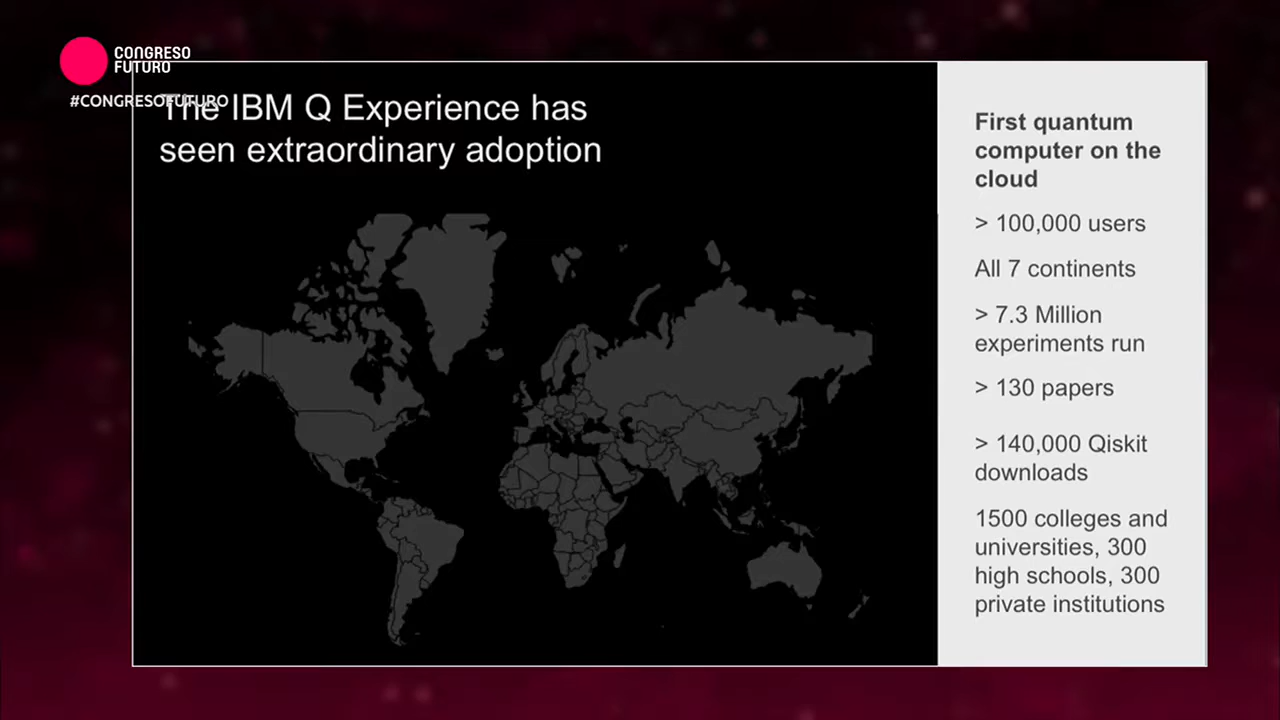 CONGRESO
FUTURO
#CONGRESOFUTURO
The IBM Q Experience has
seen extraordinary adoption
First quantum
computer on the
cloud
> 100,000 users
All 7 continents
> 7.3 Million
experiments run
> 130 papers
> 140,000 Qiskit
downloads
1500 colleges and
universities, 300
high schools, 300
private institutions